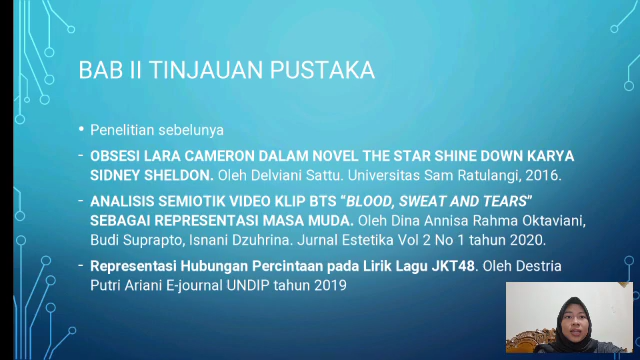 BAB II TINJAUAN PUSTAKA
• Penelitian sebelunya
- OBSESI LARA CAMERON DALAM NOVEL THE STAR SHINE DOWN KARYA
SIDNEY SHELDON. Oleh Delviani Sattu. Universitas Sam Ratulangi, 2016.
- ANALISIS SEMIOTIK VIDEO KLIP BTS “BLOOD, SWEAT AND TEARS”
SEBAGAI REPRESENTASI MASA MUDA. Oleh Dina Annisa Rahma Oktaviani,
Budi Suprapto, Isnani Dzuhrina. Jurnal Estetika Vol 2 No 1 tahun 2020.
- Representasi Hubungan Percintaan pada Lirik Lagu JKT48. Oleh Destria
Putri Ariani E-journal UNDIP tahun 2019